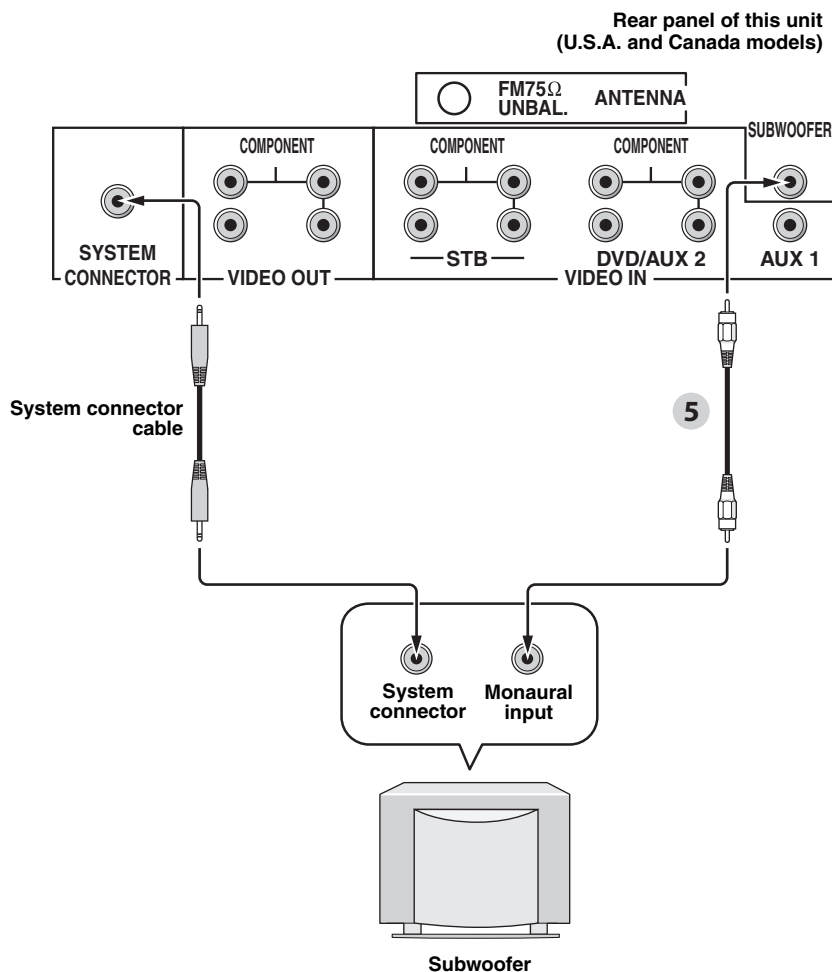 Rear panel of this unit
(U.S.A. and Canada models)
FM75Ω
UNBAL.
ANTENNA
SUBWOOFER
COMPONENT
COMPONENT
COMPONENT
SYSTEM
CONNECTOR
VIDEO OUT
STB
DVD/AUX 2
VIDEO IN
AUX 1
System connector
cable
5
System
connector
Monaural
input
Subwoofer